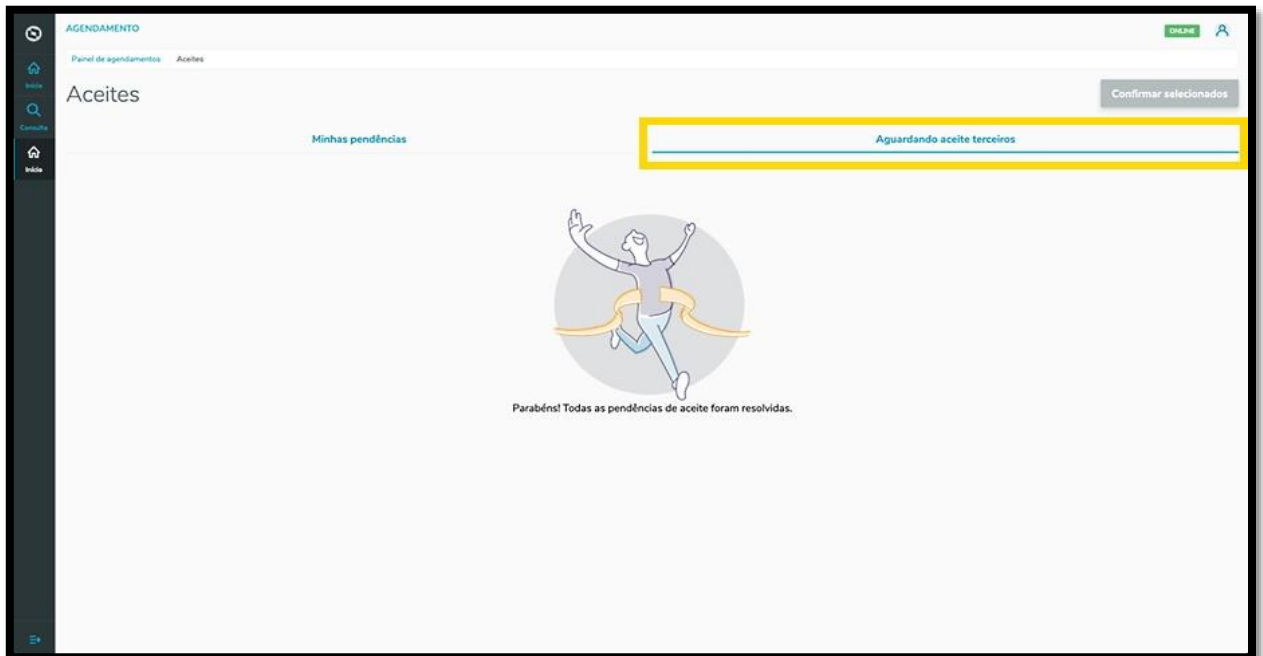 AGENDAMENTO
ONLINE
Painel de agendamentos Aceites
Início
Aceites
Confirmar selecionados
Consulta
Minhas pendências
Aguardando aceite terceiros
Início
Parabéns! Todas as pendências de aceite foram resolvidas.